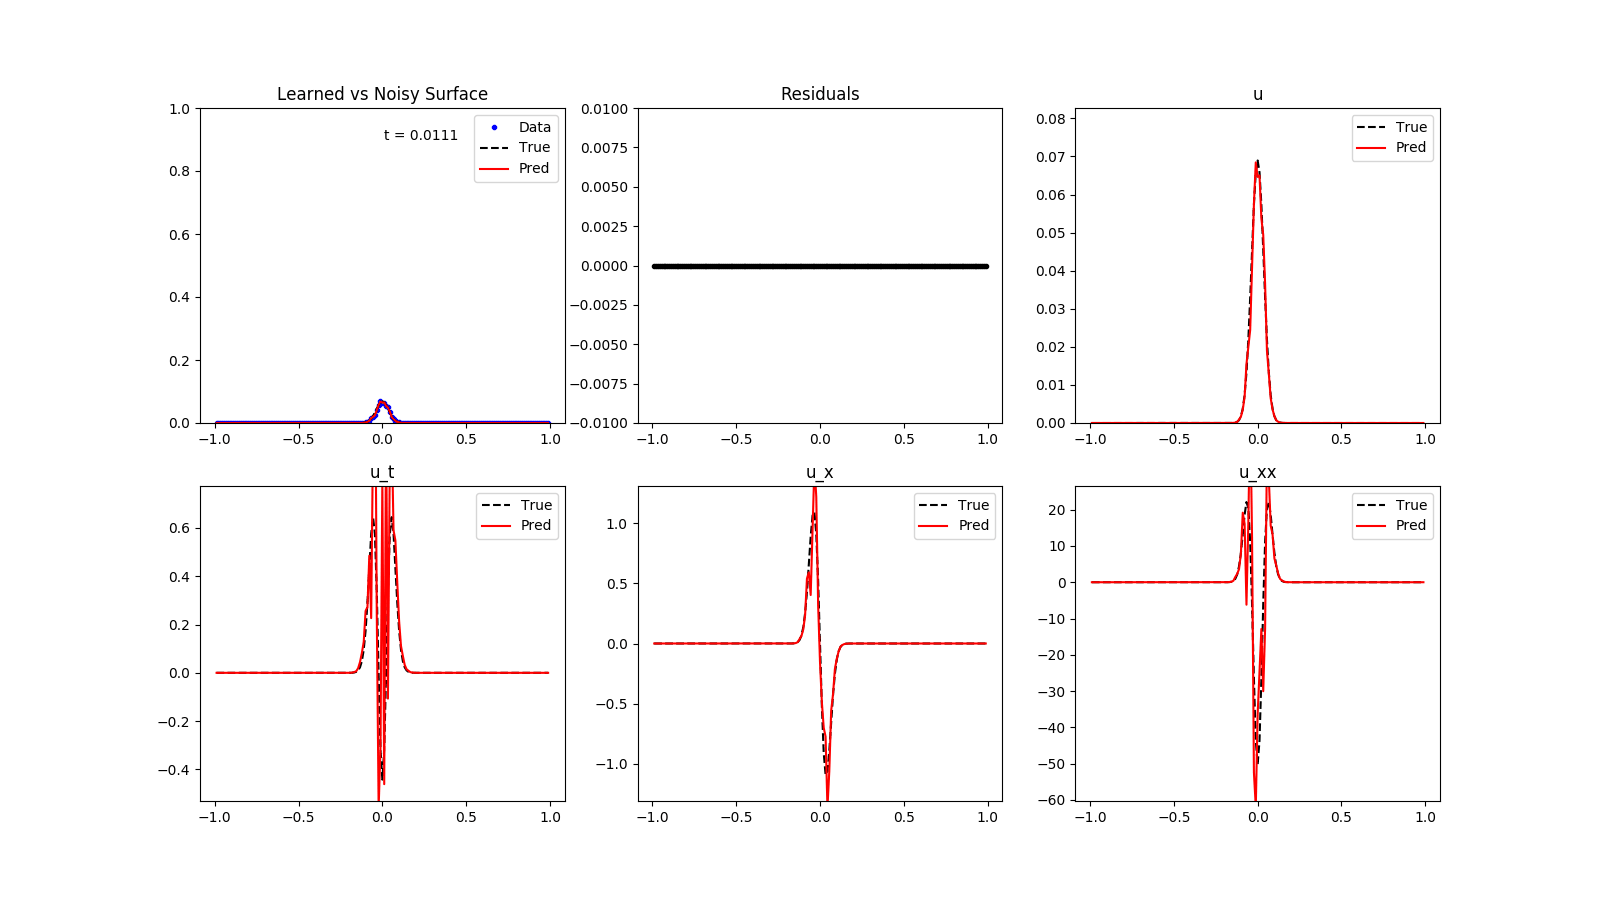 Learned vs Noisy Surface
1.0
0.8
0.6
0.4
0.2
0.0
−1.0 −0.5 0.0 0.5 1.0
t = 0.0111
Data
True
Pred
Residuals
0.0100
0.0075
0.0050
0.0025
0.0000
−0.0025
−0.0050
−0.0075
−0.0100
−1.0 −0.5 0.0 0.5 1.0
u
0.08
0.07
0.06
0.05
0.04
0.03
0.02
0.01
0.00
−1.0 −0.5 0.0 0.5 1.0
True
Pred
u_t
0.6
0.4
0.2
0.0
−0.2
−0.4
−1.0 −0.5 0.0 0.5 1.0
True
Pred
u_x
1.0
0.5
0.0
−0.5
−1.0
−1.0 −0.5 0.0 0.5 1.0
True
Pred
u_xx
20
10
0
−10
−20
−30
−40
−50
−60
−1.0 −0.5 0.0 0.5 1.0
True
Pred